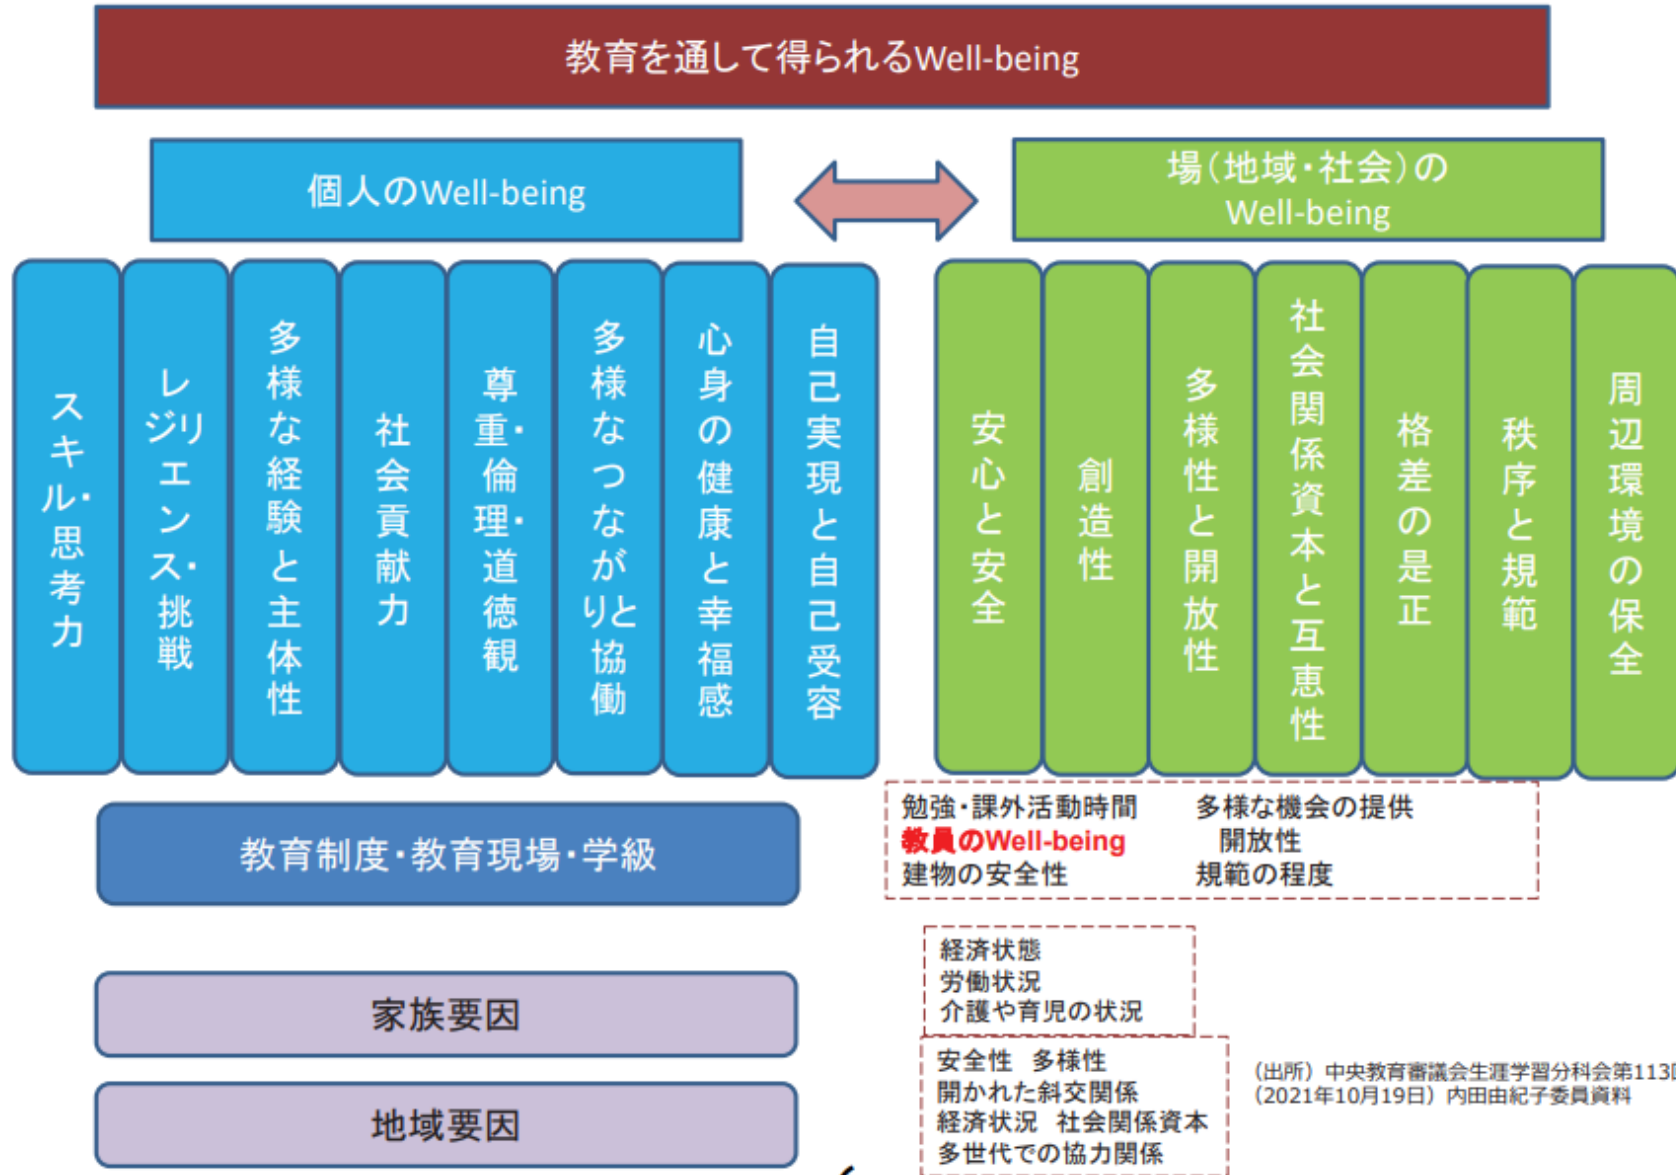 教育を通して得られるWell-being
個人のWell-being
場(地域・社会)の
Well-being
スキル・思考力
レジリエンス・挑戦
多様な経験と主体性
社会貢献力
尊重・倫理・道徳観
多様なつながりと協働
心身の健康と幸福感
自己実現と自己受容
安心と安全
創造性
多様性と開放性
社会関係資本と互恵性
格差の是正
秩序と規範
周辺環境の保全
教育制度・教育現場・学級
勉強・課外活動時間 多様な機会の提供
教員のWell-being 開放性
建物の安全性 規範の程度
家族要因
経済状態
労働状況
介護や育児の状況
地域要因
安全性 多様性
開かれた斜交関係
経済状況 社会関係資本
多世代での協力関係
(出所)中央教育審議会生涯学習分科会第113
(2021年10月19日)内田由紀子委員資料